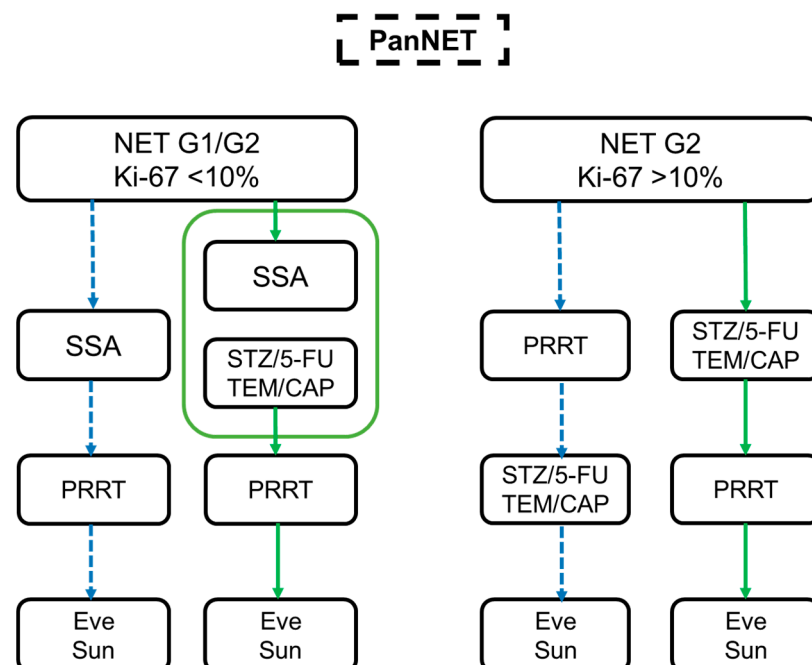 PanNET
NET G1/G2
Ki-67 <10%
NET G2
Ki-67 >10%
SSA
SSA
STZ/5-FU
TEM/CAP
PRRT
STZ/5-FU
TEM/CAP
PRRT
PRRT
STZ/5-FU
TEM/CAP
PRRT
Eve
Sun
Eve
Sun
Eve
Sun
Eve
Sun